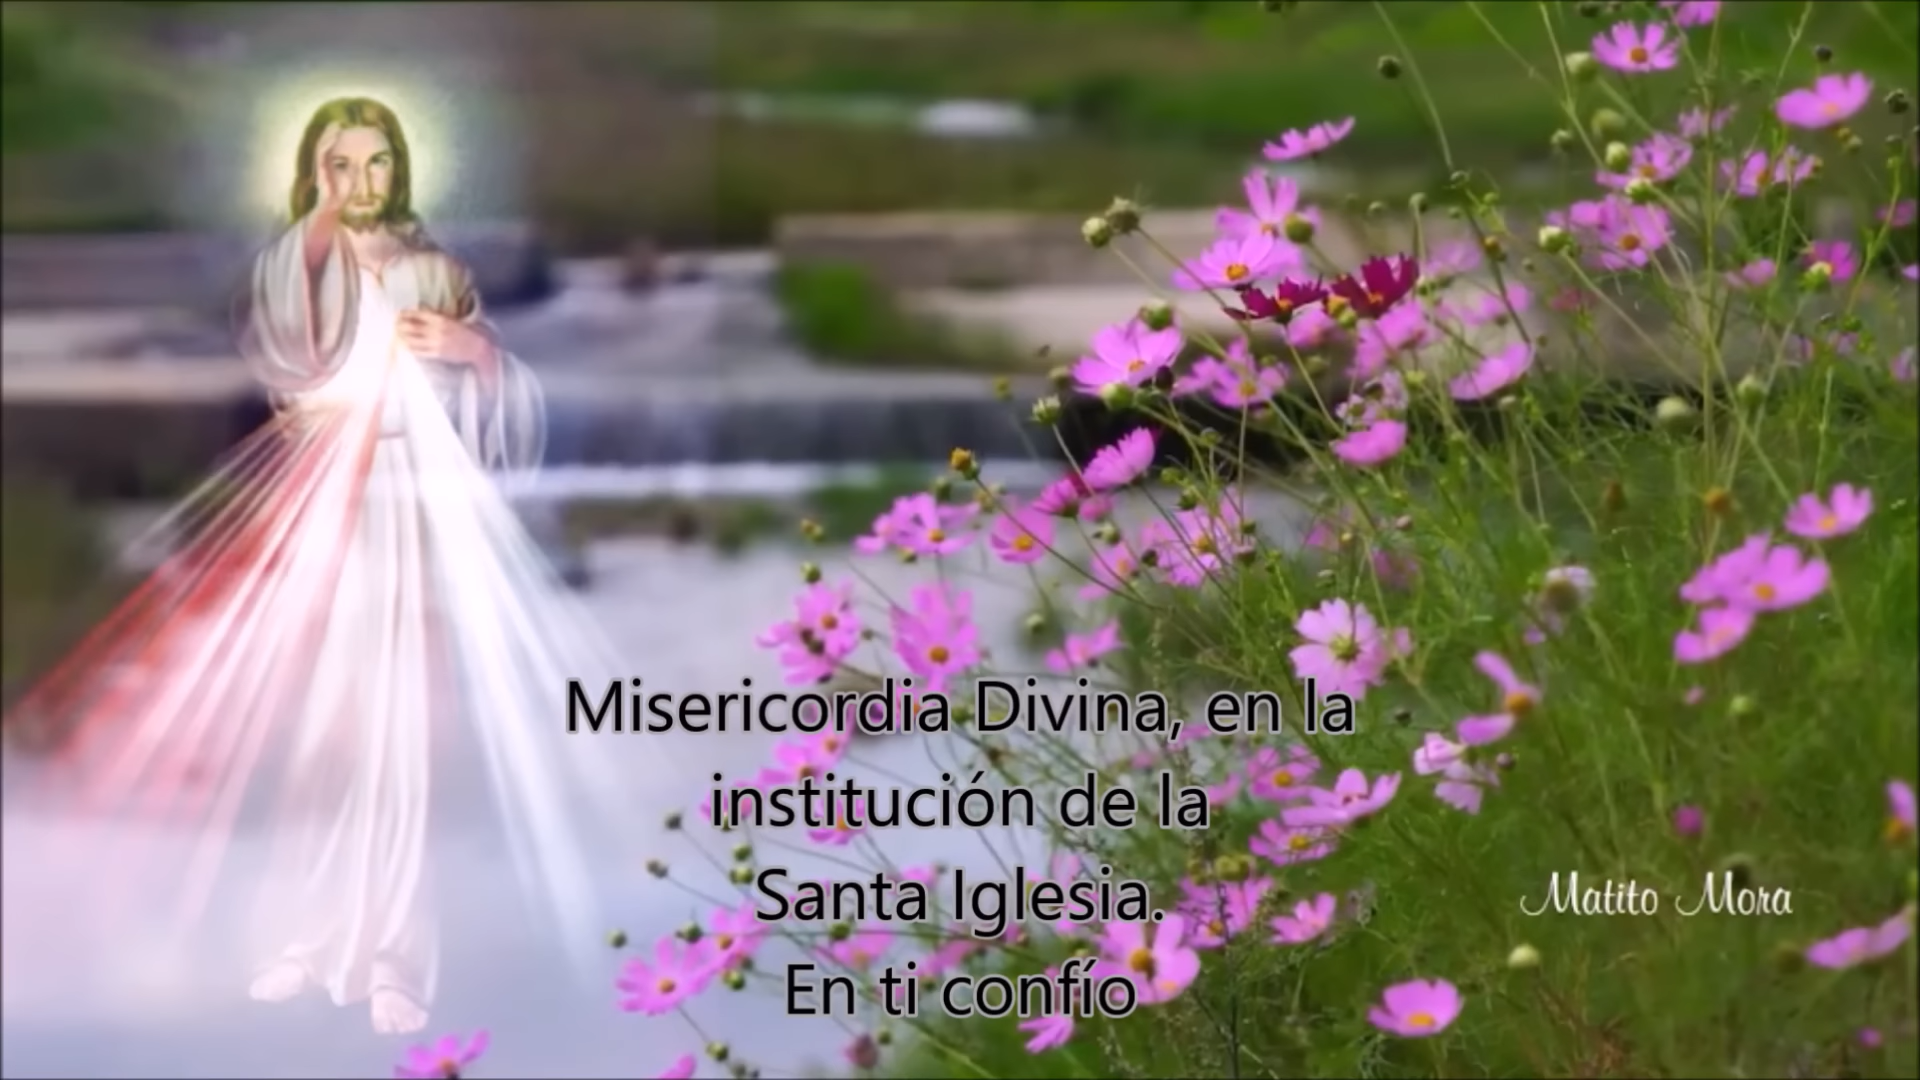 Misericordia Divina, en la
institución de la
Santa Iglesia.
En ti confío
Matito Mora